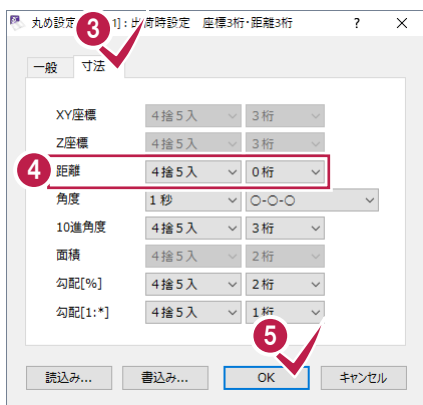 丸め設定 1]：出荷時設定 座標3桁・距離3桁 ? ×
3
一般 寸法
XY座標 4捨5入 3桁
Z座標 4捨5入 3桁
4 距離 4捨5入 0桁
角度 1秒 ○-○-○
10進角度 4捨5入 3桁
面積 4捨5入 2桁
勾配[%] 4捨5入 2桁
勾配[1:*] 4捨5入 1桁
5
読込み... 書込み... OK キャンセル